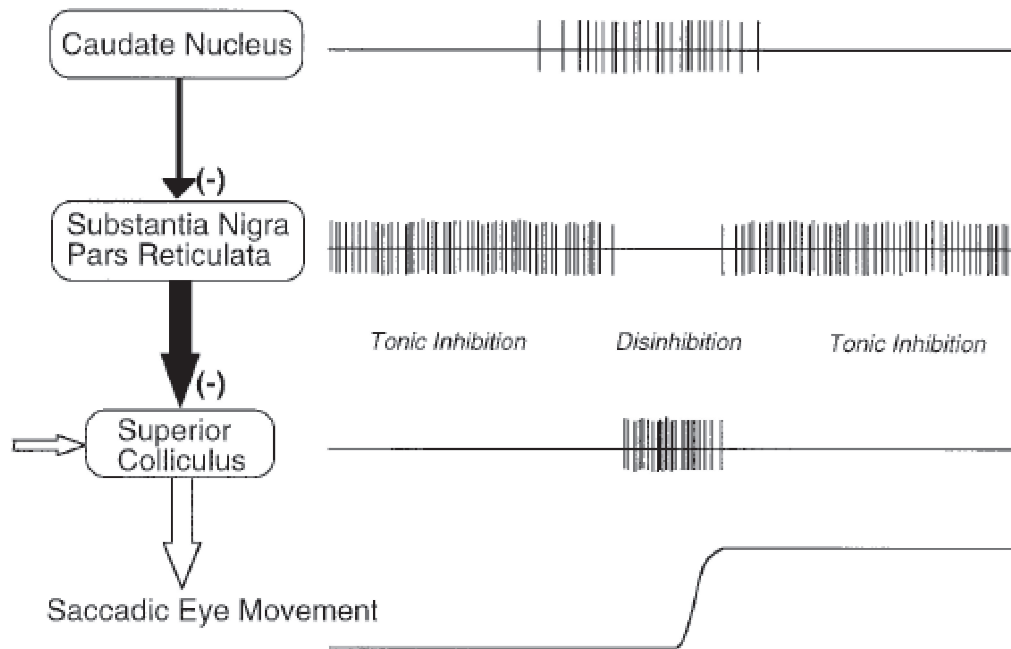 Caudate Nucleus
(-)
Substantia Nigra
Pars Reticulata
Tonic Inhibition
Disinhibition
Tonic Inhibition
(-)
Superior
Colliculus
Saccadic Eye Movement